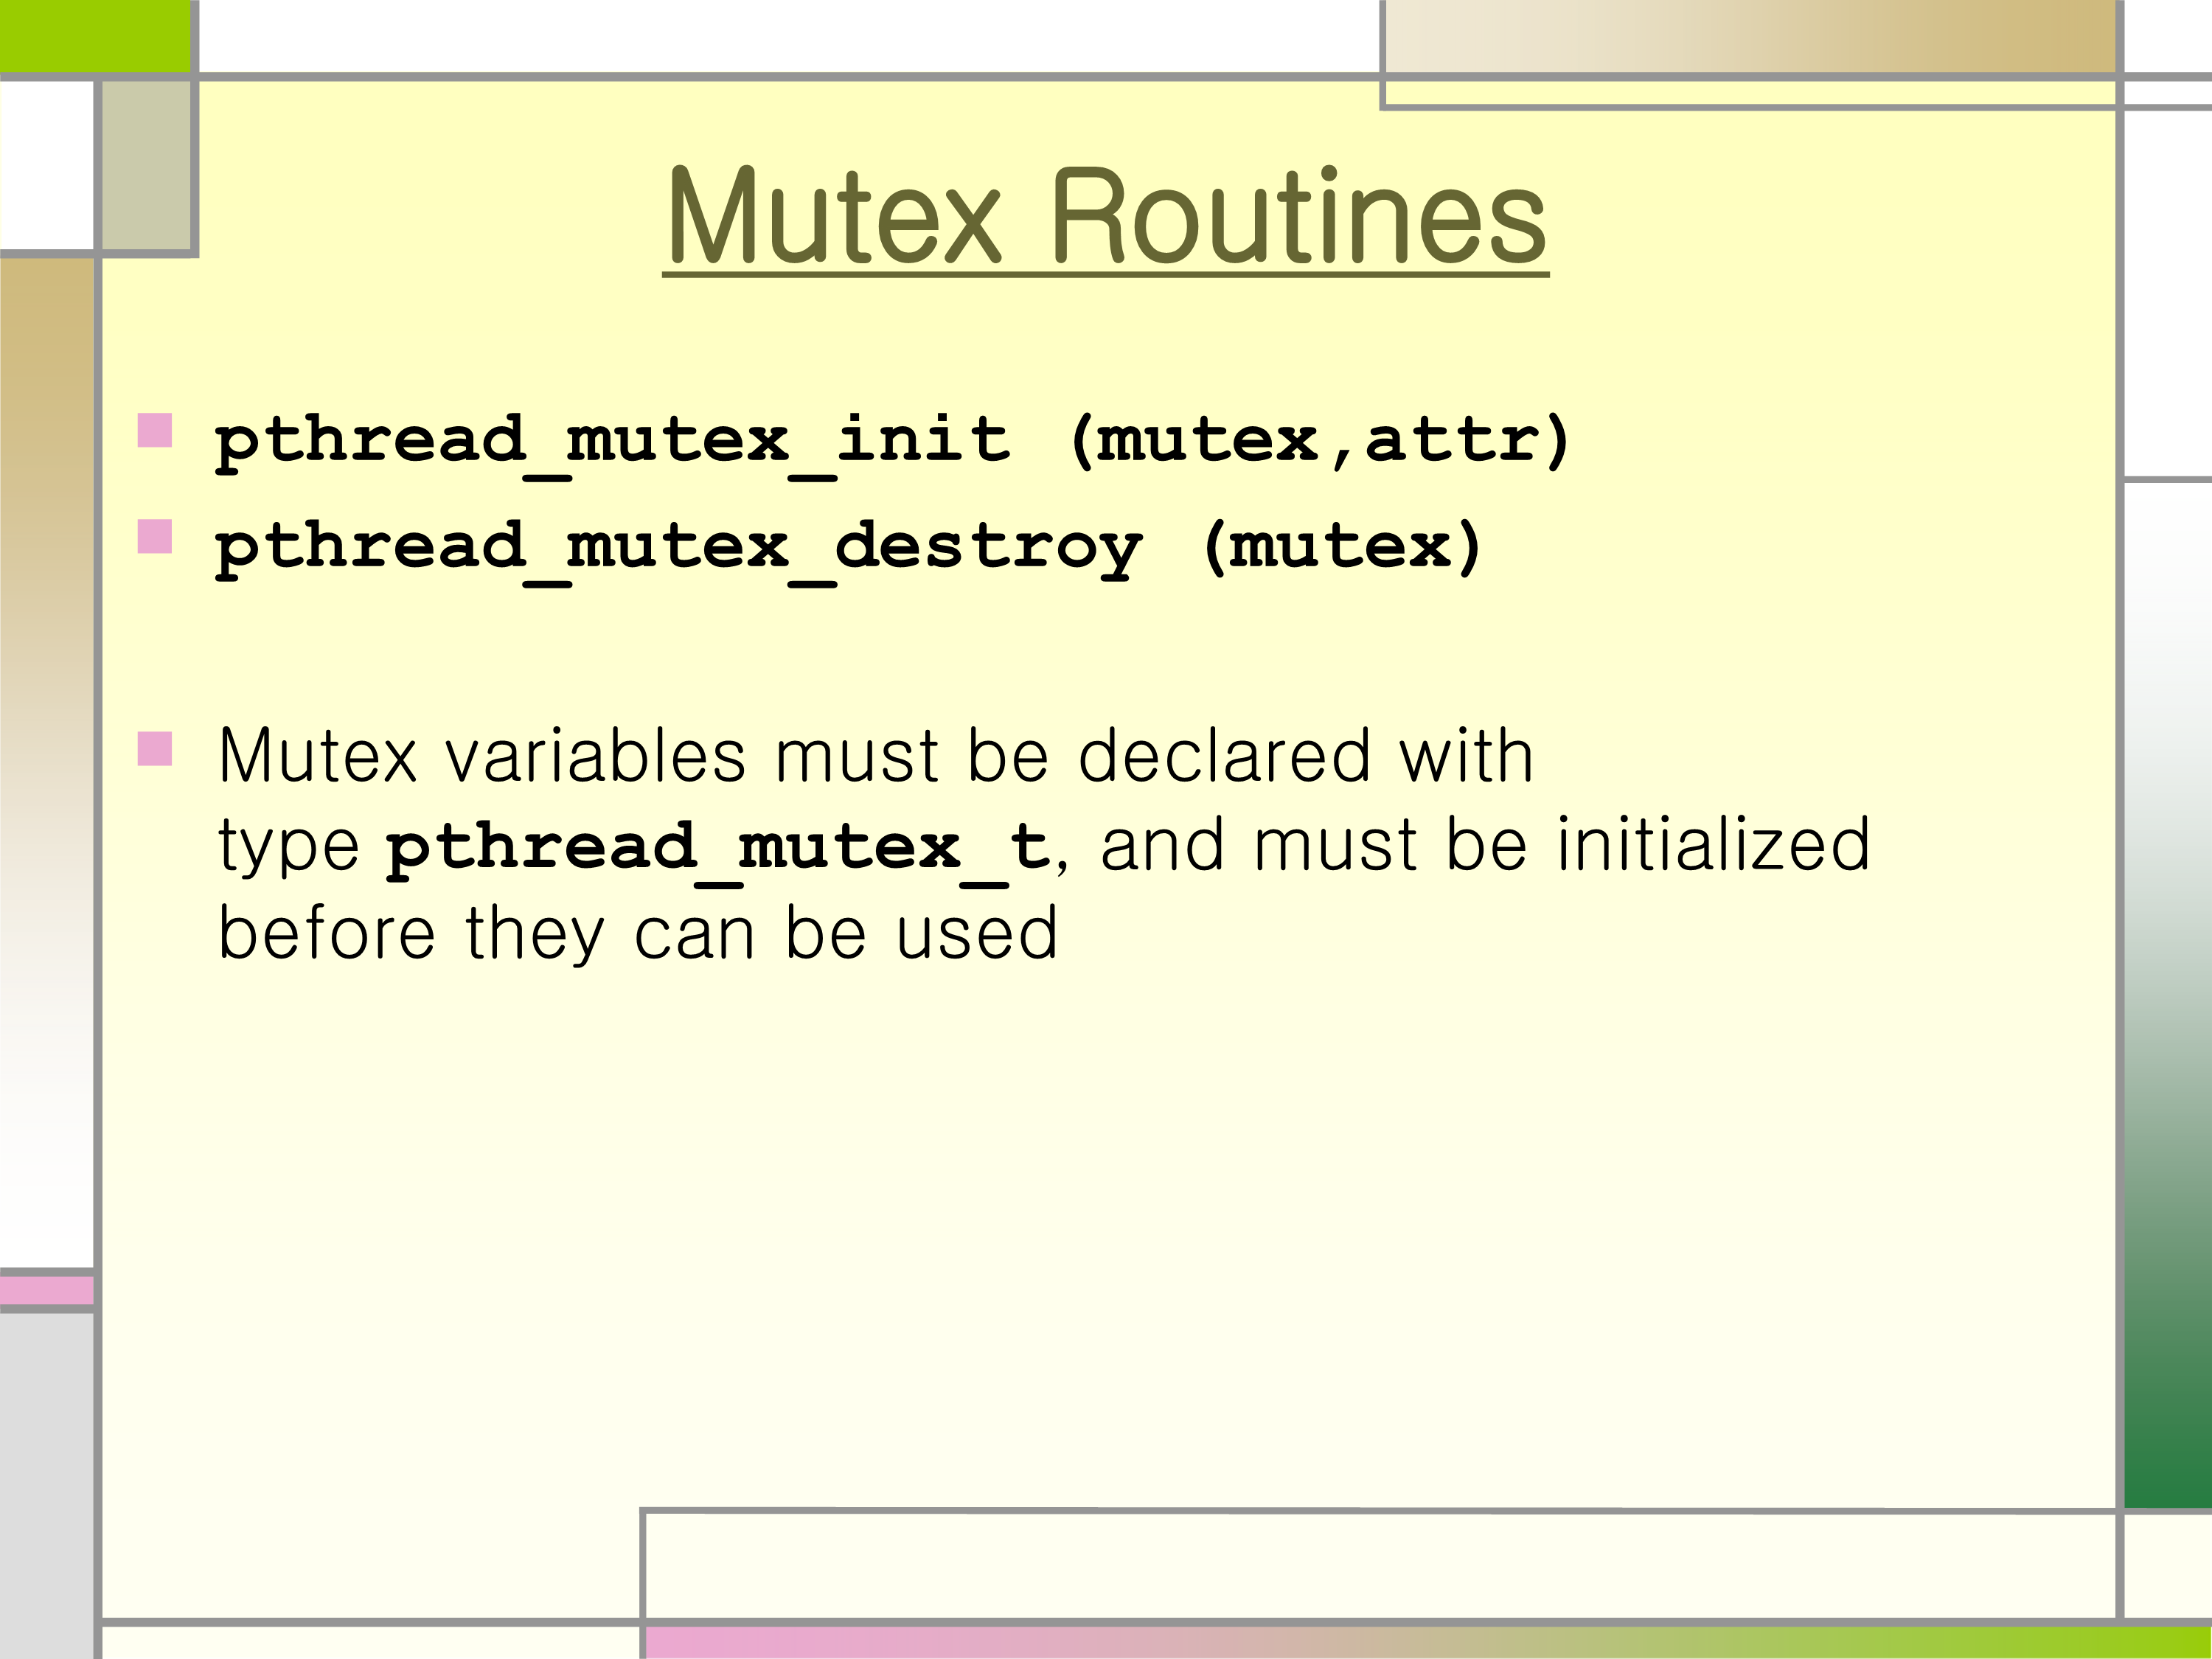 Mutex Routines
pthread_mutex_init (mutex,attr)
pthread_mutex_destroy (mutex)
Mutex variables must be declared with
type pthread_mutex_t, and must be initialized
before they can be used